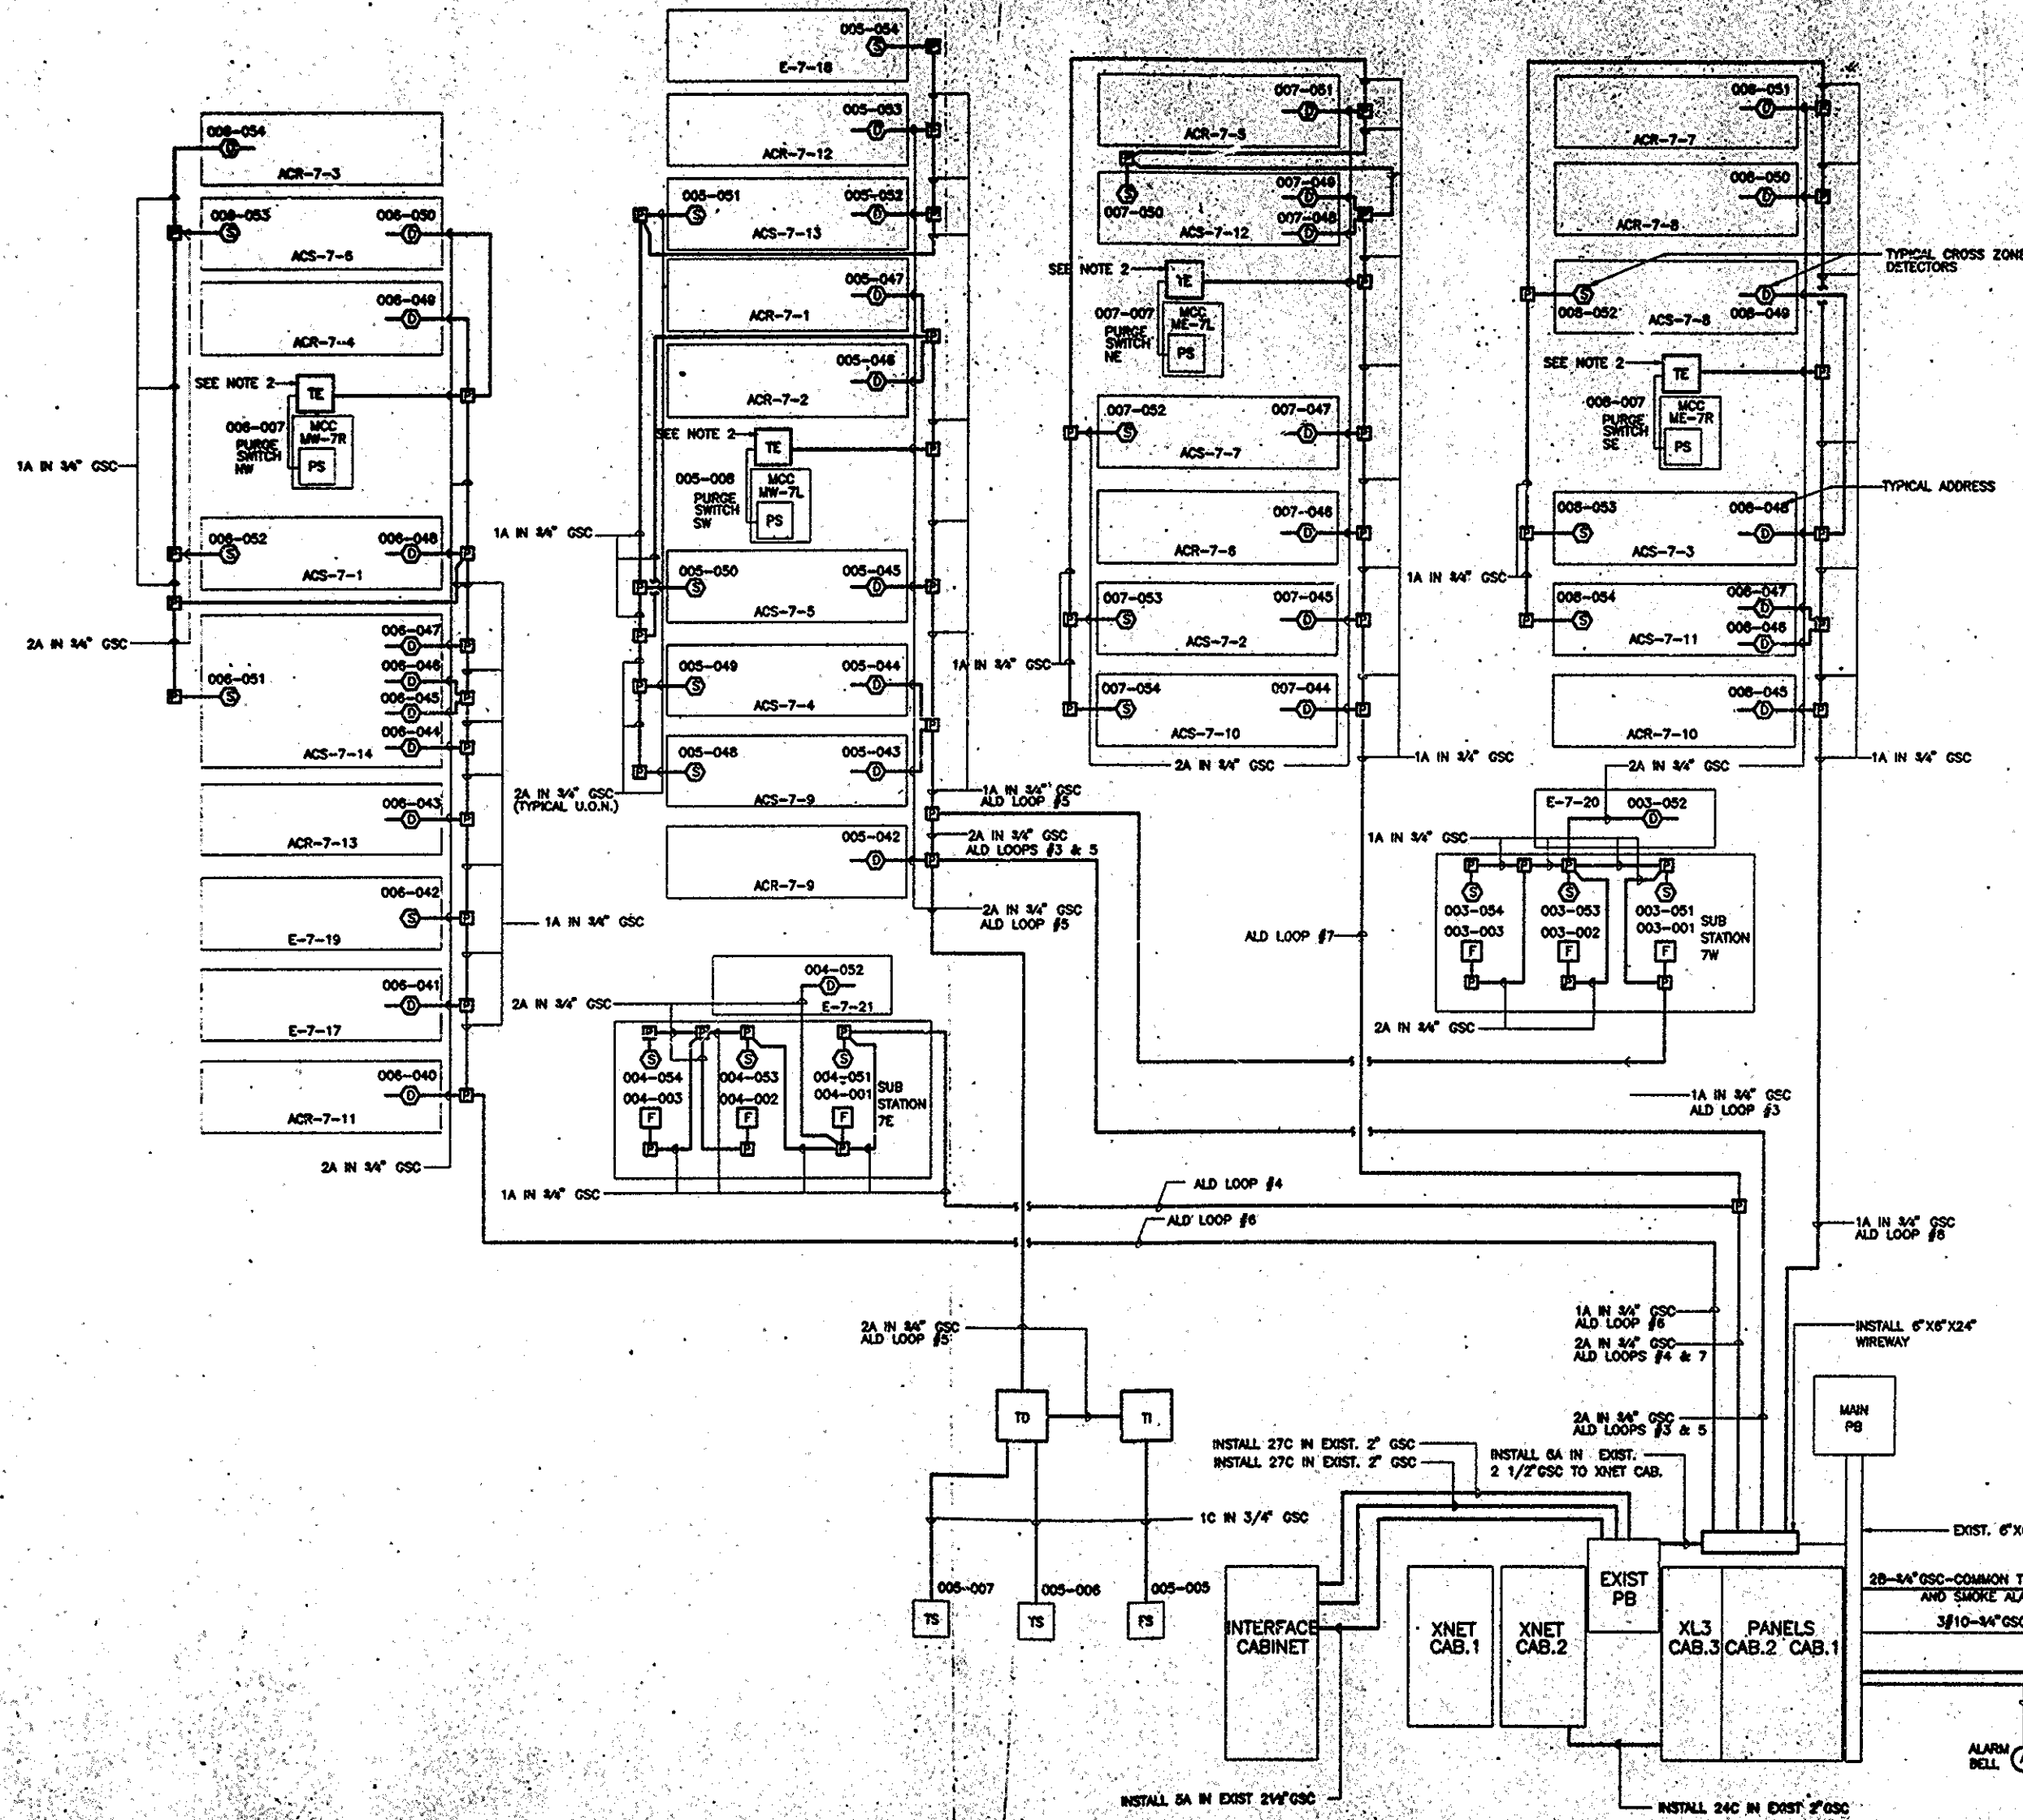 006-054
ACR-7-3
006-053
006-050
ACS-7-6
006-049
ACR-7-4
SEE NOTE 2
TE
006-007
PURGE
SWITCH
NW
MCC
MW-7R
PS
1A IN 3/4" GSC
006-052
006-048
ACS-7-1
2A IN 3/4" GSC
006-047
006-046
006-051
006-045
006-044
ACS-7-14
006-043
ACR-7-13
006-042
E-7-19
1A IN 3/4" GSC
006-041
E-7-17
006-040
ACR-7-11
2A IN 3/4" GSC
005-054
E-7-18
005-053
ACR-7-12
005-051
005-052
ACS-7-13
005-047
ACR-7-1
005-046
ACR-7-2
SEE NOTE 2
TE
005-008
PURGE
SWITCH
SW
MCC
MW-7L
PS
1A IN 3/4" GSC
005-050
005-045
ACS-7-5
005-049
005-044
ACS-7-4
005-048
005-043
ACS-7-9
2A IN 3/4" GSC
(TYPICAL U.O.N.)
1A IN 3/4" GSC
ALD LOOP #5
005-042
ACR-7-9
2A IN 3/4" GSC
ALD LOOPS #3 & 5
2A IN 3/4" GSC
ALD LOOP #5
007-051
ACR-7-5
007-049
007-050
007-048
ACS-7-12
SEE NOTE 2
TE
007-007
PURGE
SWITCH
NE
MCC
ME-7L
PS
007-052
007-047
ACS-7-7
007-046
ACR-7-6
007-053
007-045
ACS-7-2
1A IN 3/4" GSC
007-054
007-044
ACS-7-10
2A IN 3/4" GSC
1A IN 3/4" GSC
ALD LOOP #7
008-051
ACR-7-7
008-050
ACR-7-8
TYPICAL CROSS ZONE
DETECTORS
008-052
008-049
ACS-7-8
SEE NOTE 2
TE
008-007
PURGE
SWITCH
SE
MCC
ME-7R
PS
TYPICAL ADDRESS
008-053
008-048
ACS-7-3
1A IN 3/4" GSC
008-054
008-047
008-046
ACS-7-11
008-045
ACR-7-10
1A IN 3/4" GSC
2A IN 3/4" GSC
E-7-20
003-052
1A IN 3/4" GSC
003-054
003-053
003-051
003-003
003-002
003-001
F
F
F
SUB
STATION
7W
2A IN 3/4" GSC
1A IN 3/4" GSC
ALD LOOP #3
004-052
E-7-21
2A IN 3/4" GSC
004-054
004-053
004-051
004-003
004-002
004-001
F
F
F
SUB
STATION
7E
1A IN 3/4" GSC
ALD LOOP #4
ALD LOOP #6
1A IN 3/4" GSC
ALD LOOP #8
2A IN 3/4" GSC
ALD LOOP #5
TD
TI
1A IN 3/4" GSC
ALD LOOP #6
2A IN 3/4" GSC
ALD LOOPS #4 & 7
2A IN 3/4" GSC
ALD LOOPS #3 & 5
INSTALL 6"X6"X24"
WIREWAY
MAIN
PB
INSTALL 27C IN EXIST. 2" GSC
INSTALL 27C IN EXIST. 2" GSC
INSTALL 6A IN EXIST.
2 1/2"GSC TO XNET CAB.
1C IN 3/4" GSC
005-007
005-006
005-005
TS
TS
FS
INTERFACE
CABINET
XNET
CAB.1
XNET
CAB.2
EXIST
PB
XL3
CAB.3
PANELS
CAB.2 CAB.1
EXIST. 6"X
2B-3/4"GSC-COMMON T
AND SMOKE ALA
3#10-3/4"GSC
ALARM
BELL
INSTALL 5A IN EXIST 2½"GSC
INSTALL 24C IN EXIST 2"GSC